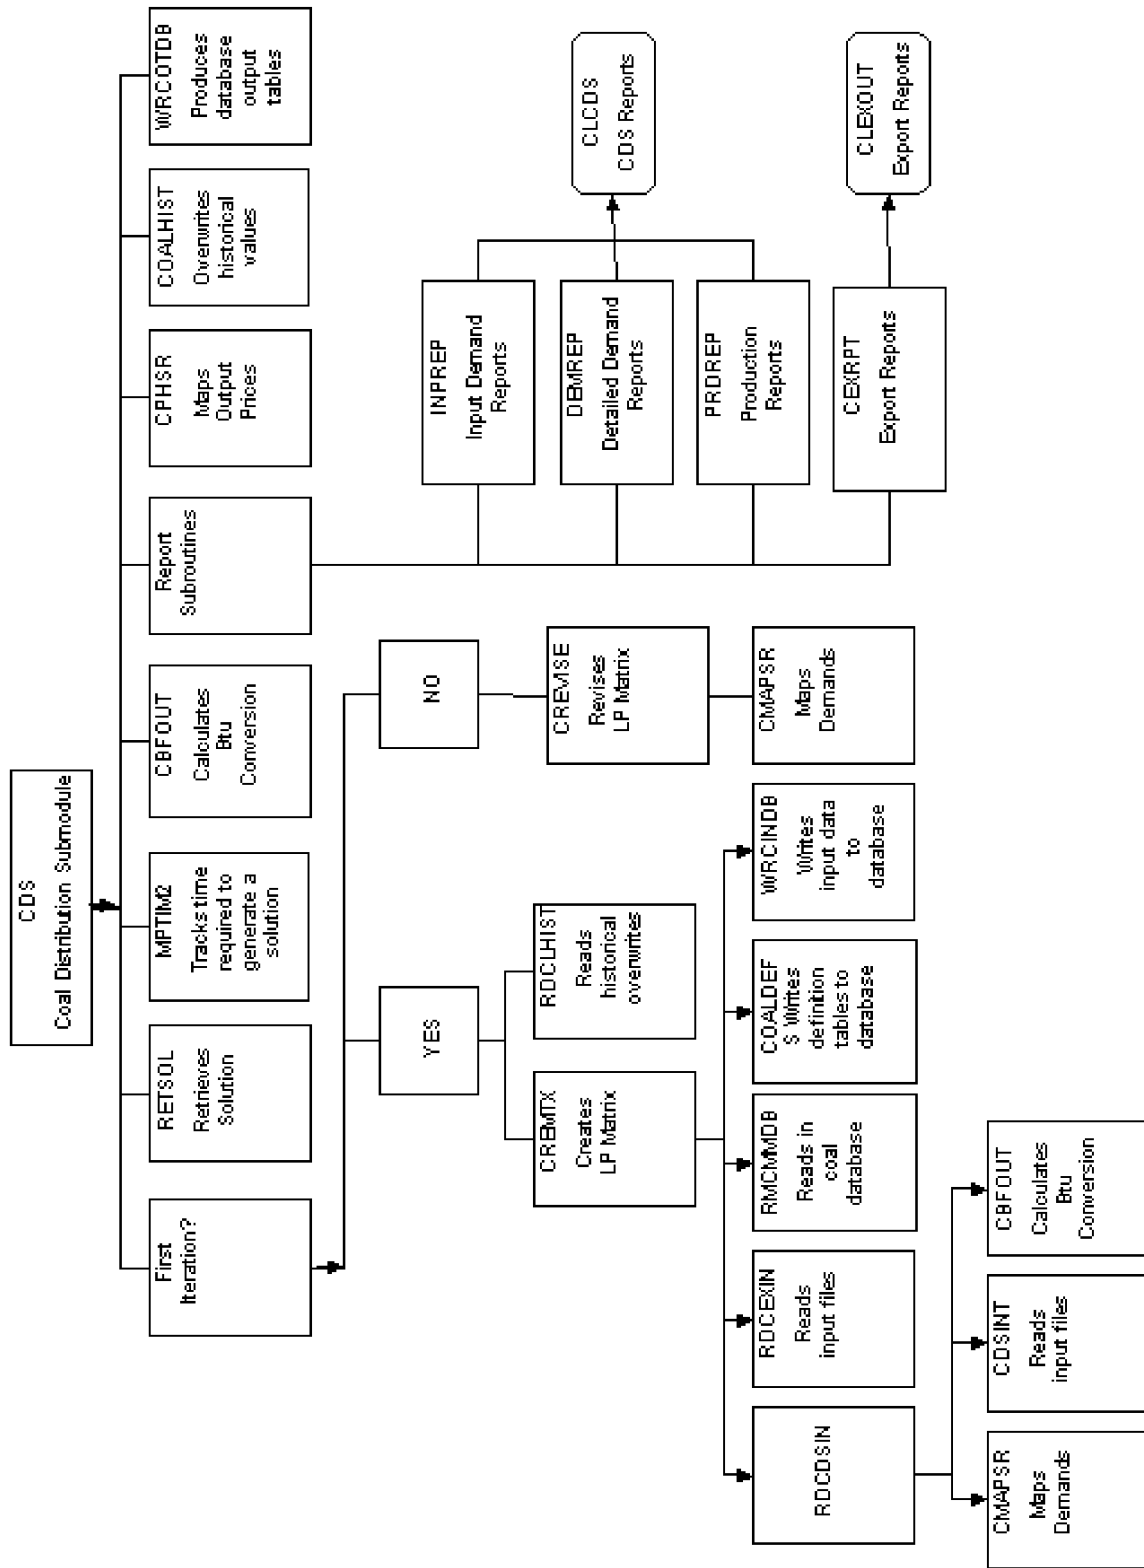 CDS
Coal Distribution Submodule
First
Iteration?
RETSOL
Retrieves
Solution
MPTIM2
Tracks time
required to
generate a
solution
CBFOUT
Calculates
Btu
Conversion
Report
Subroutines
CPHSR
Maps
Output
Prices
COALHIST
Overwrites
historical
values
WRCOTDB
Produces
database
output
tables
YES
NO
INPREP
Input Demand
Reports
DEMREP
Detailed Demand
Reports
PRDREP
Production
Reports
CEXRPT
Export Reports
CLCDS
CDS Reports
CLEXOUT
Export Reports
CREMTX
Creates
LP Matrix
RDCLHIST
Reads
historical
overwrites
CREVISE
Revises
LP Matrix
CMAPSR
Maps
Demands
RDCDSIN
RDCEXIN
Reads
input files
RMCMMDB
Reads in
coal
database
COALDEF
S Writes
definition
tables to
database
WRCINDB
Writes
input data
to
database
CMAPSR
Maps
Demands
CDSINT
Reads
input files
CBFOUT
Calculates
Btu
Conversion